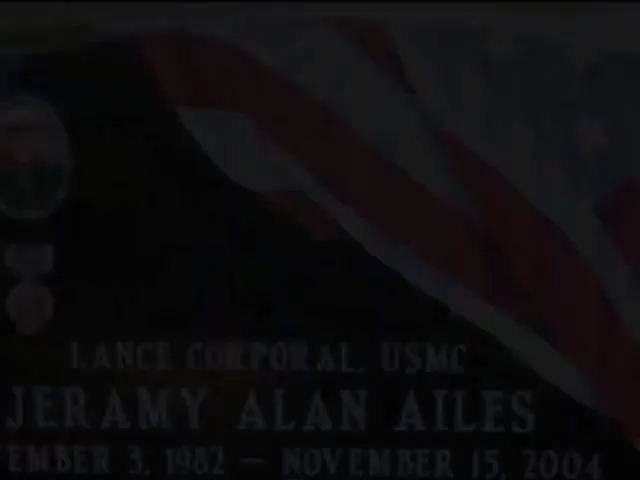 LANCE CORPORAL, USMC
JERAMY ALAN AILES
EMBER 3, 1982 — NOVEMBER 15, 2004